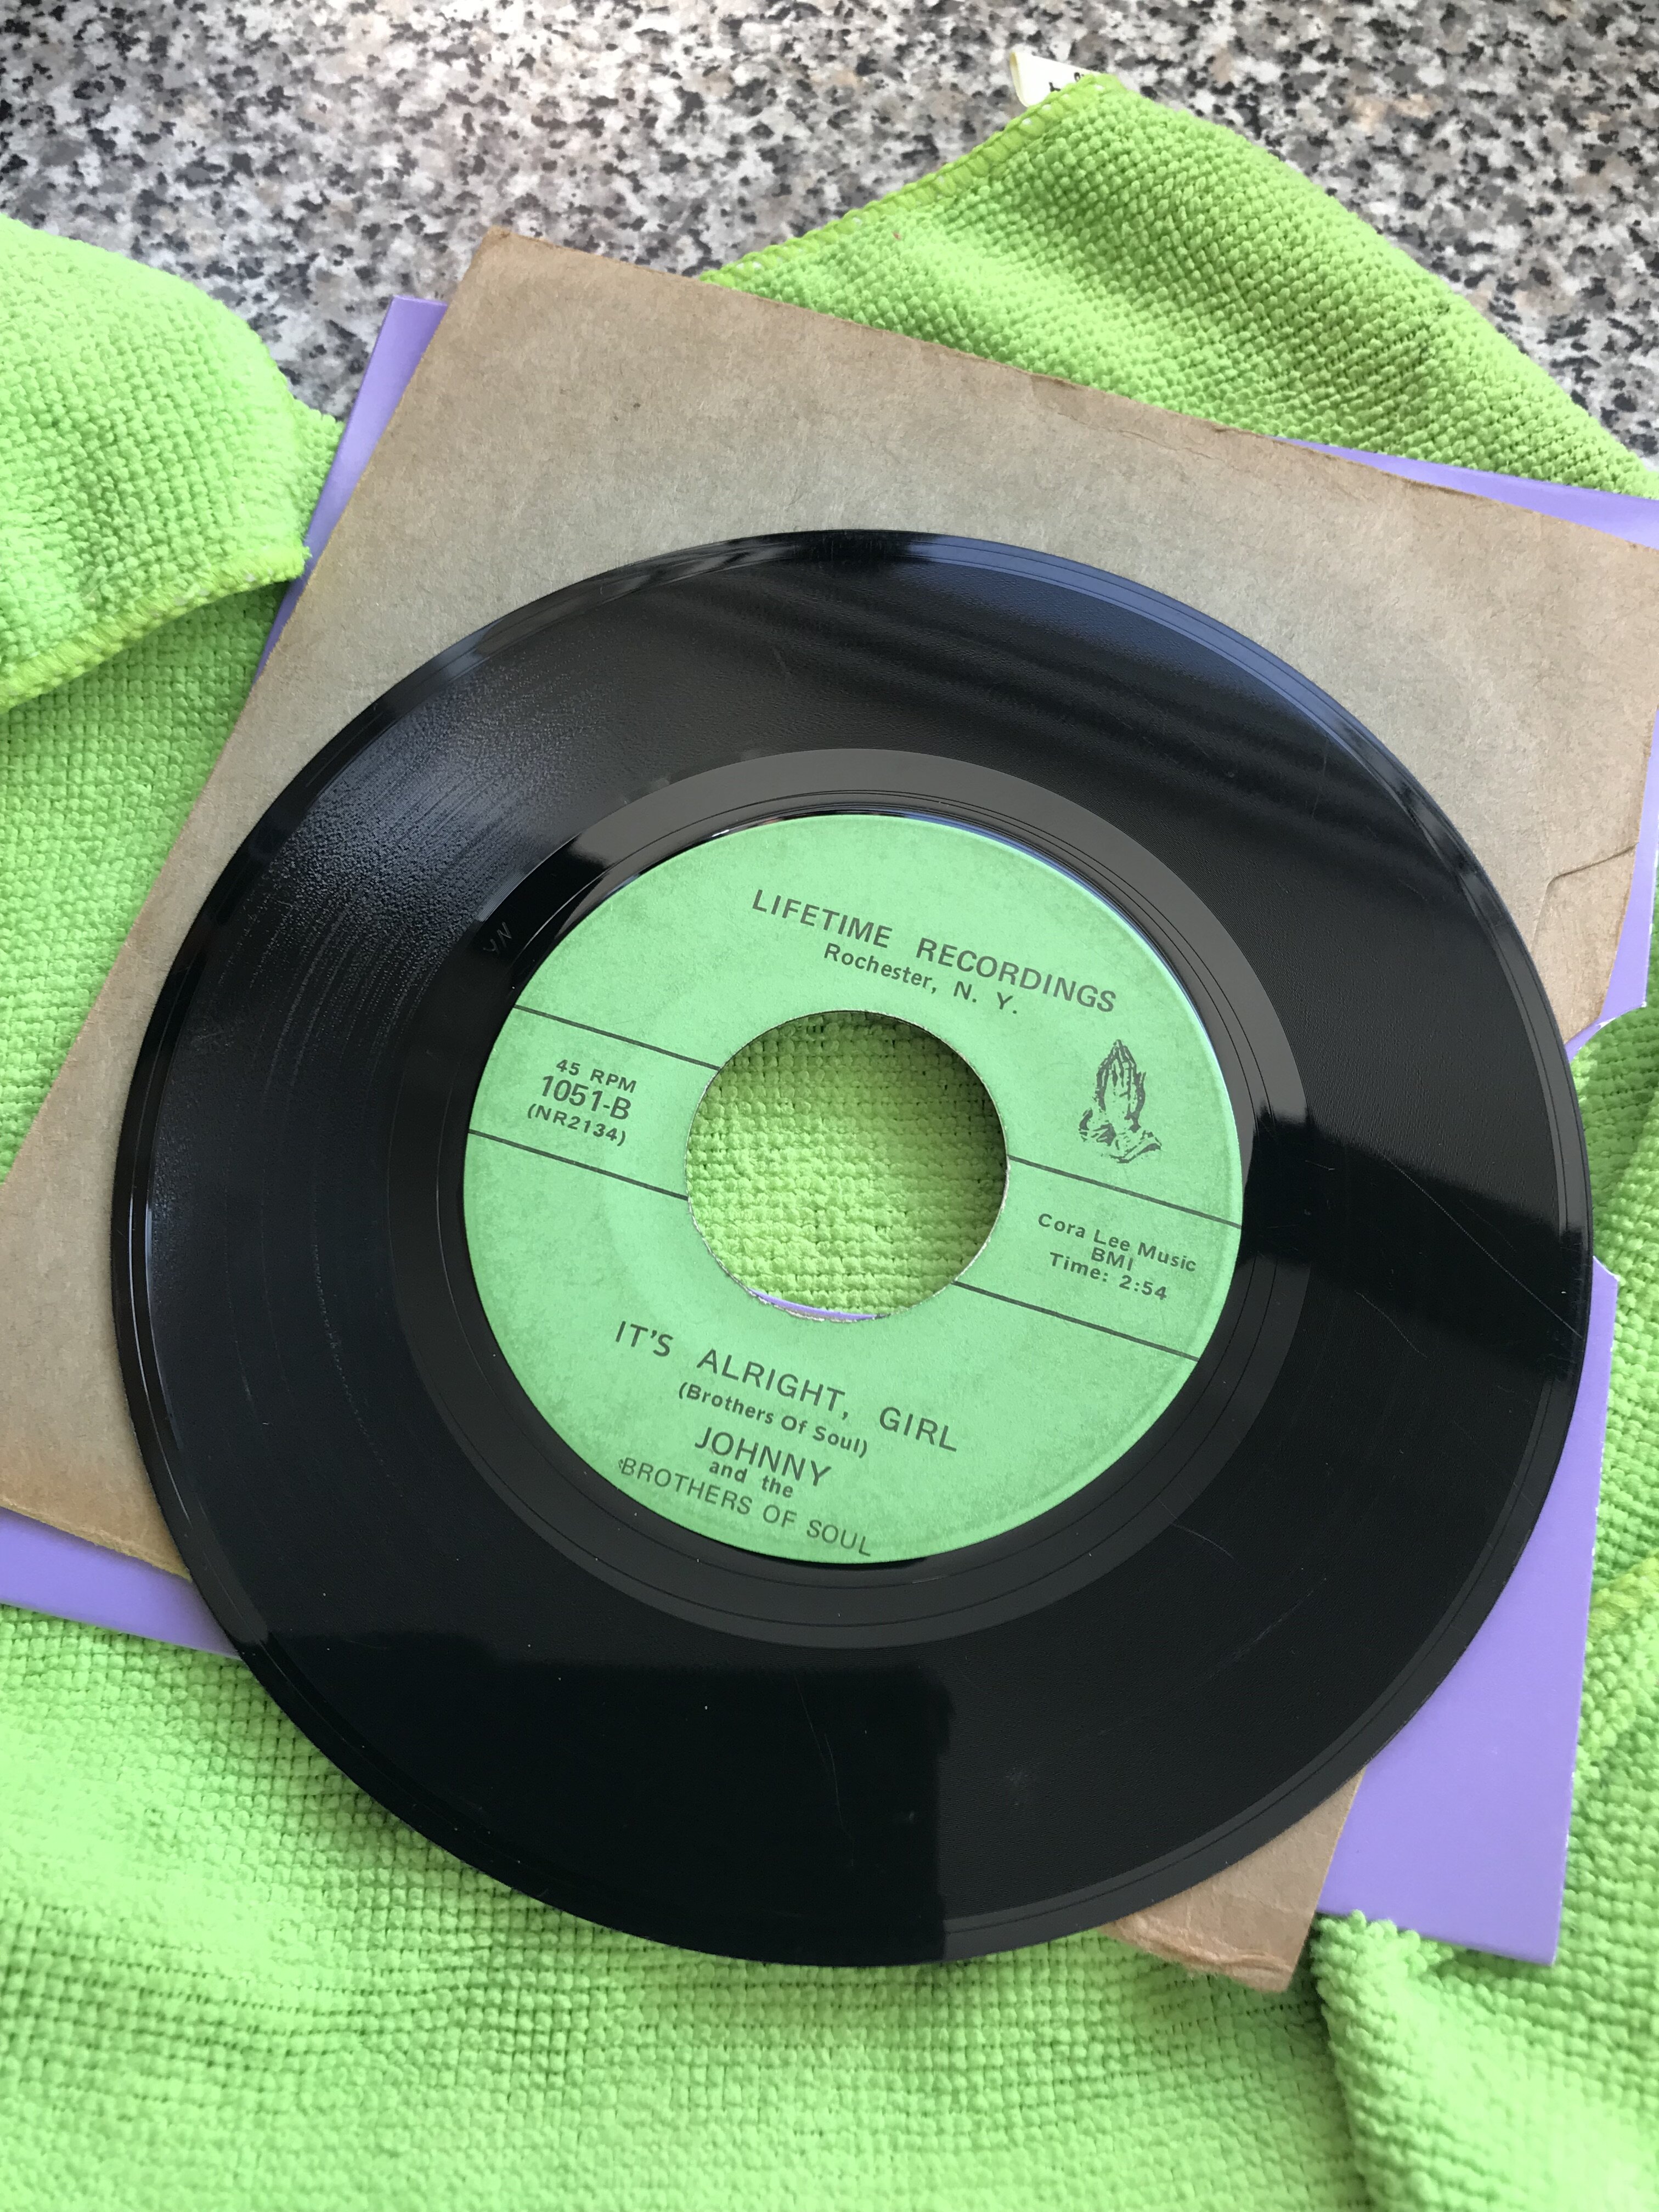 LIFETIME RECORDINGS
Rochester, N. Y.
45 RPM
1051-B
(NR2134)
Cora Lee Music
BMI
Time: 2:54
IT'S ALRIGHT, GIRL
(Brothers Of Soul)
JOHNNY
and the
BROTHERS OF SOUL